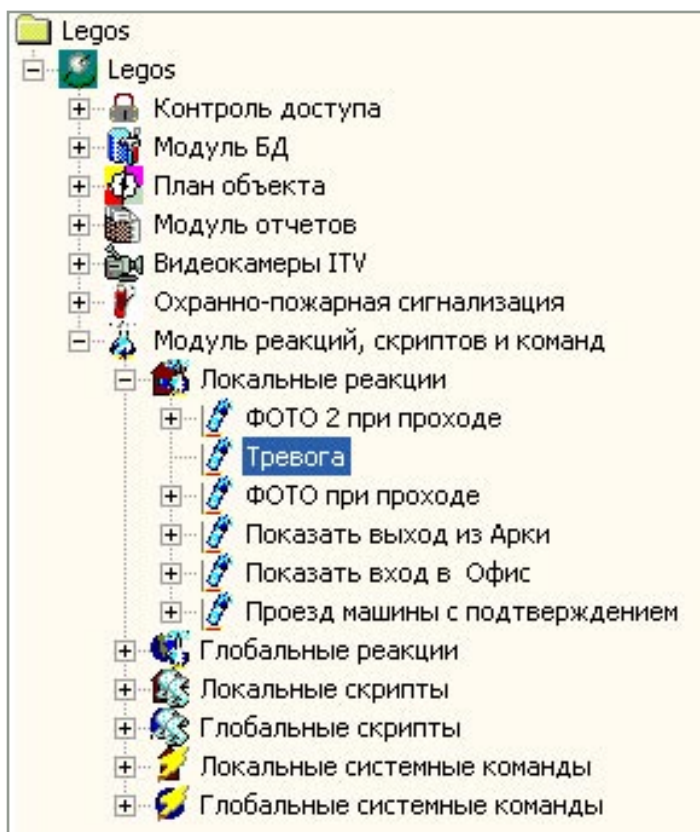 Legos
Legos
Контроль доступа
Модуль БД
План объекта
Модуль отчетов
Видеокамеры ITV
Охранно-пожарная сигнализация
Модуль реакций, скриптов и команд
Локальные реакции
ФОТО 2 при проходе
Тревога
ФОТО при проходе
Показать выход из Арки
Показать вход в Офис
Проезд машины с подтверждением
Глобальные реакции
Локальные скрипты
Глобальные скрипты
Локальные системные команды
Глобальные системные команды